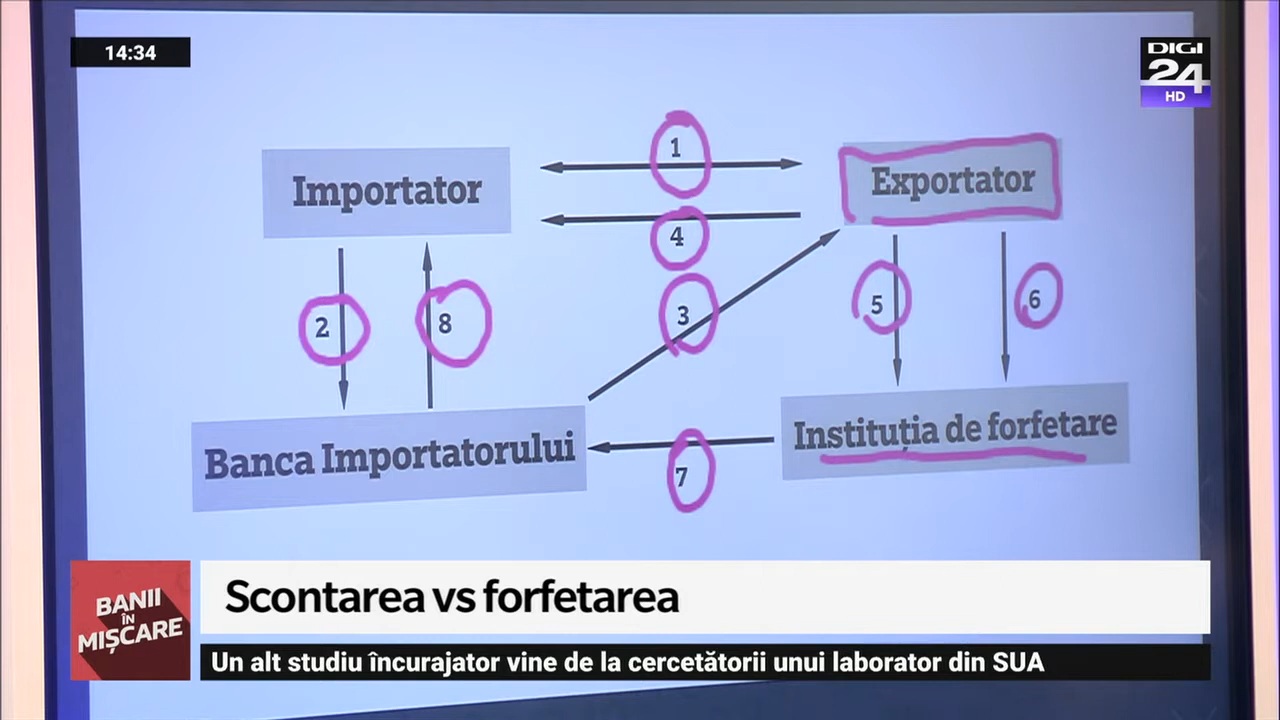 14:34
DIGI
24
HD
1
Importator
Exportator
4
2
8
3
5
6
Banca Importatorului
Instituția de forfetare
7
BANII
ÎN
MIȘCARE
Scontarea vs forfetarea
Un alt studiu încurajator vine de la cercetătorii unui laborator din SUA